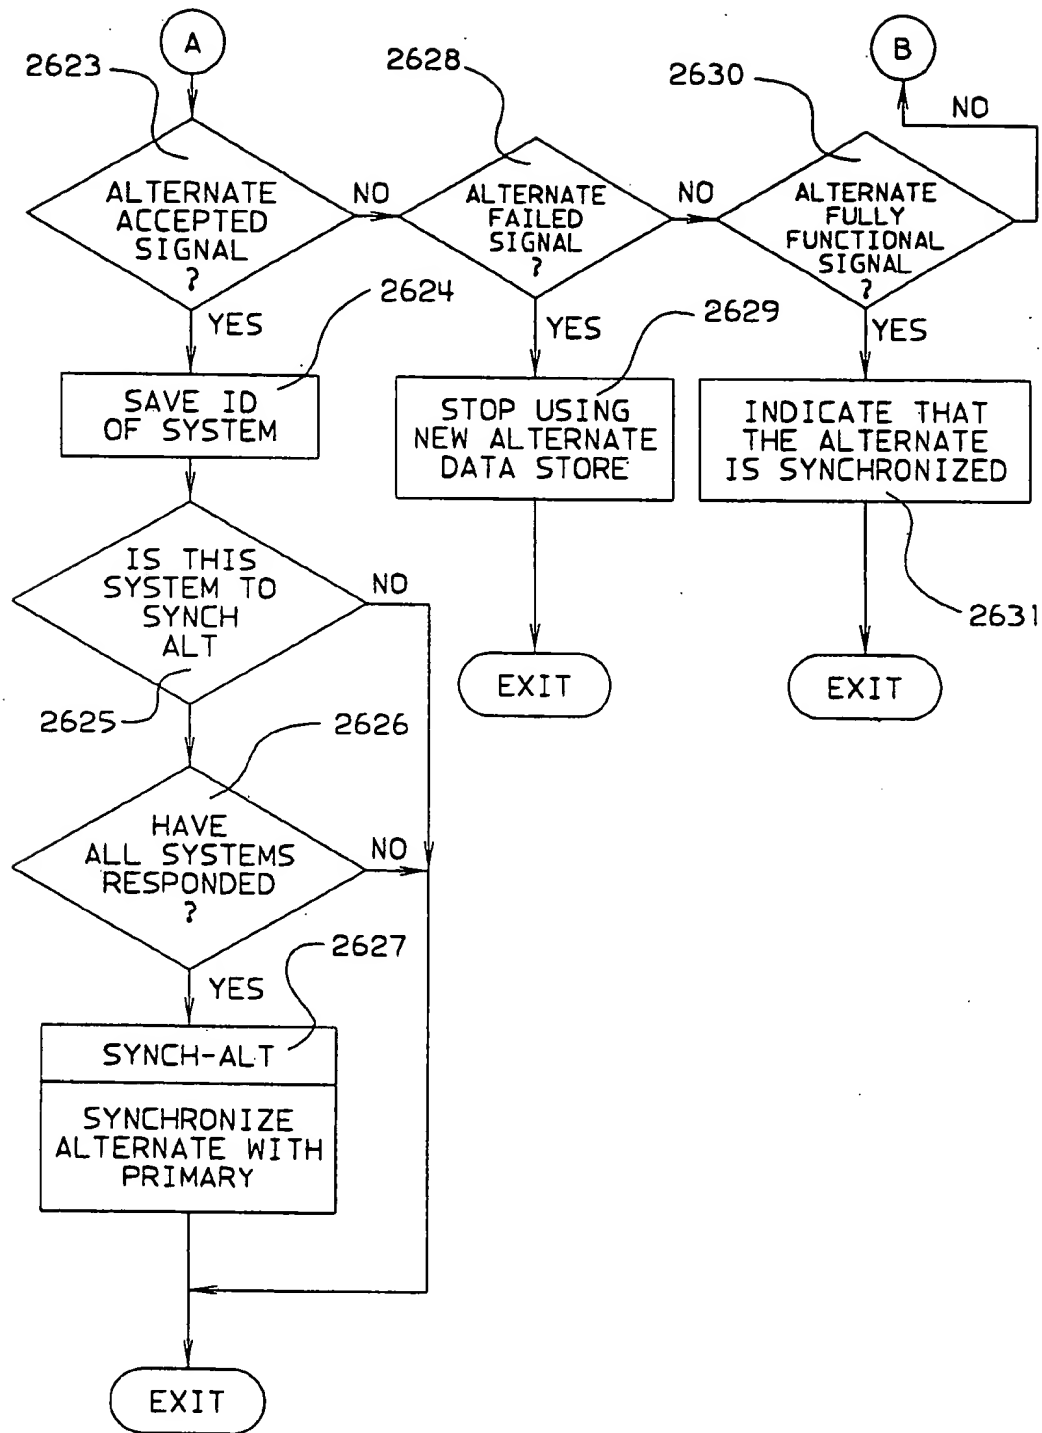 A
2623
ALTERNATE
ACCEPTED
SIGNAL
?
NO
YES
2624
SAVE ID
OF SYSTEM
IS THIS
SYSTEM TO
SYNCH
ALT
NO
2625
2626
HAVE
ALL SYSTEMS
RESPONDED
?
NO
YES
2627
SYNCH-ALT
SYNCHRONIZE
ALTERNATE WITH
PRIMARY
EXIT
2628
ALTERNATE
FAILED
SIGNAL
?
NO
YES
2629
STOP USING
NEW ALTERNATE
DATA STORE
EXIT
2630
B
NO
ALTERNATE
FULLY
FUNCTIONAL
SIGNAL
?
YES
INDICATE THAT
THE ALTERNATE
IS SYNCHRONIZED
2631
EXIT